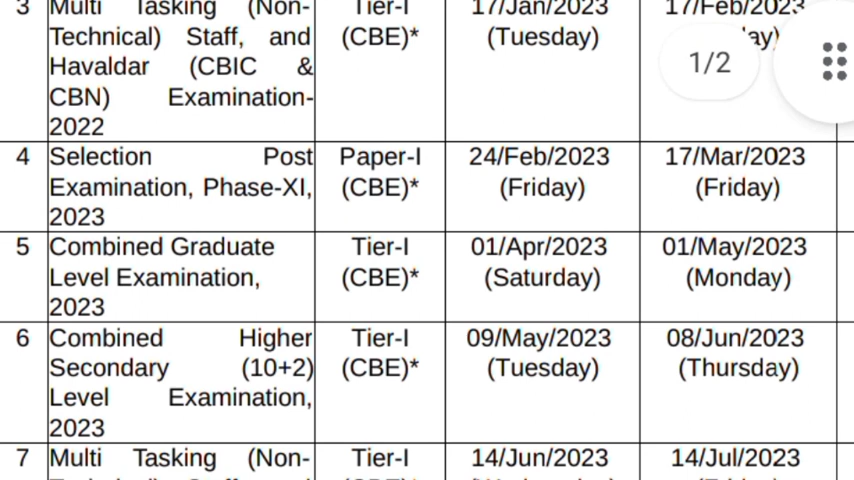 3 Multi Tasking (Non- Tier-I 17/Jan/2023 17/Feb/2023
Technical) Staff, and (CBE)* (Tuesday)
1/2
Havaldar (CBIC &
CBN) Examination-
2022
4 Selection Post Paper-I 24/Feb/2023 17/Mar/2023
Examination, Phase-XI, (CBE)* (Friday) (Friday)
2023
5 Combined Graduate Tier-I 01/Apr/2023 01/May/2023
Level Examination, (CBE)* (Saturday) (Monday)
2023
6 Combined Higher Tier-I 09/May/2023 08/Jun/2023
Secondary (10+2) (CBE)* (Tuesday) (Thursday)
Level Examination,
2023
7 Multi Tasking (Non- Tier-I 14/Jun/2023 14/Jul/2023